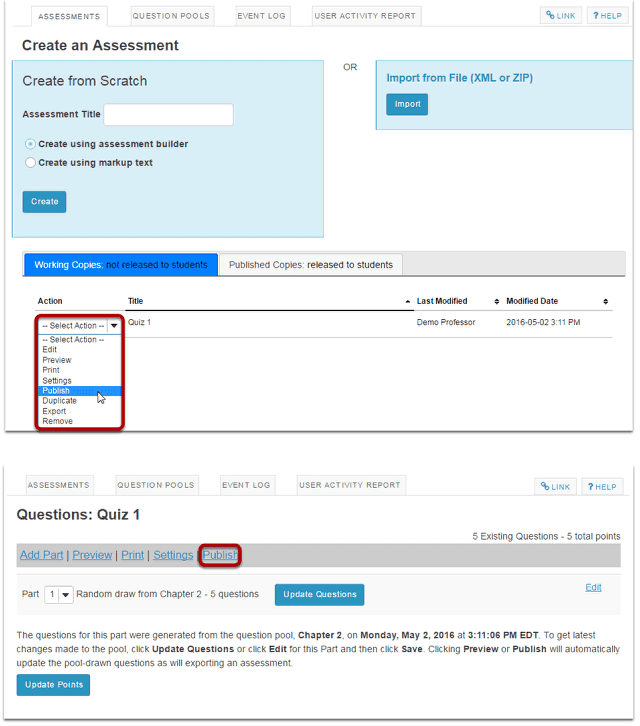 ASSESSMENTS QUESTION POOLS EVENT LOG USER ACTIVITY REPORT LINK ? HELP
Create an Assessment
Create from Scratch
Assessment Title
Create using assessment builder
Create using markup text
Create
OR
Import from File (XML or ZIP)
Import
Working Copies: not released to students Published Copies: released to students
Action Title Last Modified Modified Date
-- Select Action -- Quiz 1 Demo Professor 2016-05-02 3:11 PM
-- Select Action --
Edit
Preview
Print
Settings
Publish
Duplicate
Export
Remove
ASSESSMENTS QUESTION POOLS EVENT LOG USER ACTIVITY REPORT LINK ? HELP
Questions: Quiz 1
5 Existing Questions - 5 total points
Add Part | Preview | Print | Settings | Publish
Part 1 Random draw from Chapter 2 - 5 questions Update Questions Edit
The questions for this part were generated from the question pool, Chapter 2, on Monday, May 2, 2016 at 3:11:06 PM EDT. To get latest
changes made to the pool, click Update Questions or click Edit for this Part and then click Save. Clicking Preview or Publish will automatically
update the pool-drawn questions as will exporting an assessment.
Update Points